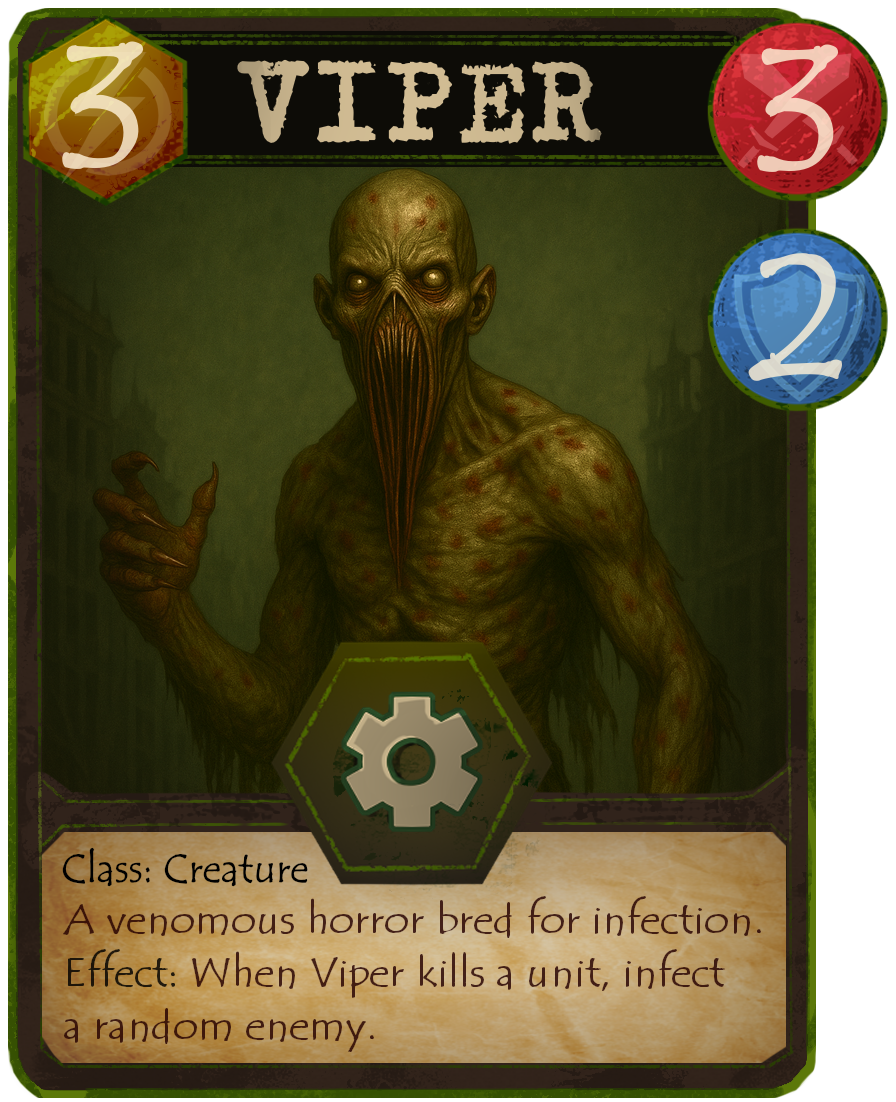 3 VIPER 3
2
Class: Creature
A venomous horror bred for infection.
Effect: When Viper kills a unit, infect
a random enemy.